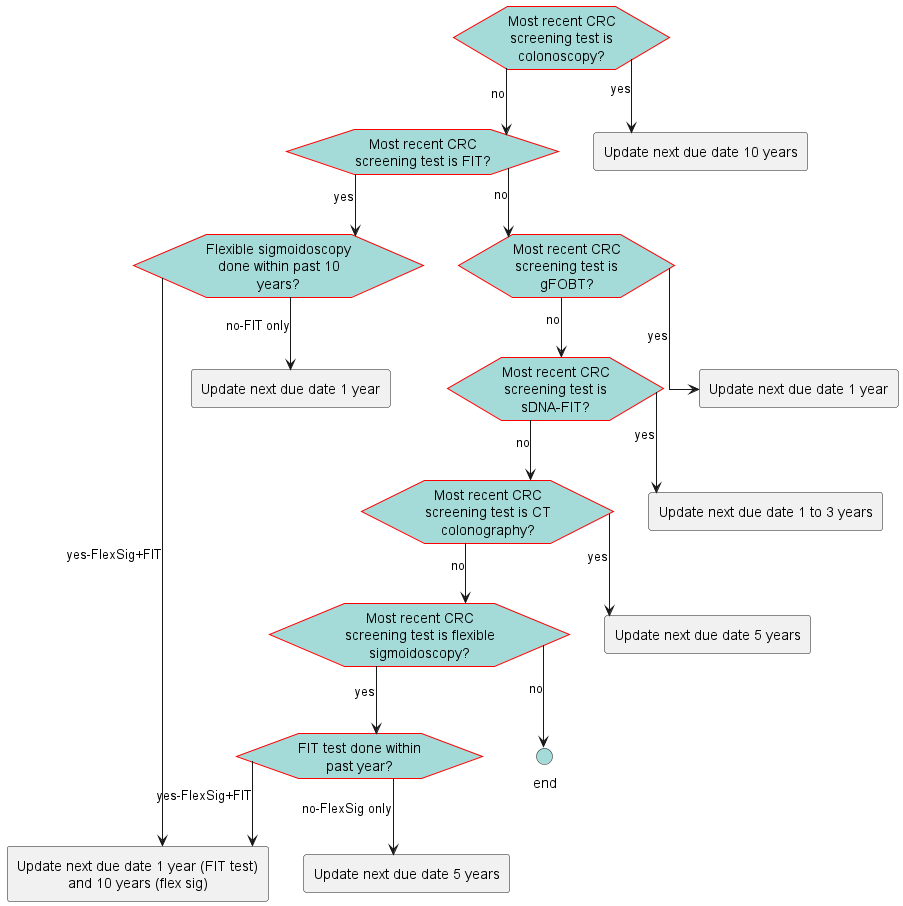 Most recent CRC
screening test is
colonoscopy?
no
yes
Most recent CRC
screening test is FIT?
Update next due date 10 years
yes
no
Flexible sigmoidoscopy
done within past 10
years?
Most recent CRC
screening test is
gFOBT?
no-FIT only
no
yes
Update next due date 1 year
Most recent CRC
screening test is
sDNA-FIT?
Update next due date 1 year
no
yes
Most recent CRC
screening test is CT
colonography?
Update next due date 1 to 3 years
yes-FlexSig+FIT
no
yes
Most recent CRC
screening test is flexible
sigmoidoscopy?
Update next due date 5 years
yes
no
FIT test done within
past year?
end
yes-FlexSig+FIT
no-FlexSig only
Update next due date 1 year (FIT test)
and 10 years (flex sig)
Update next due date 5 years